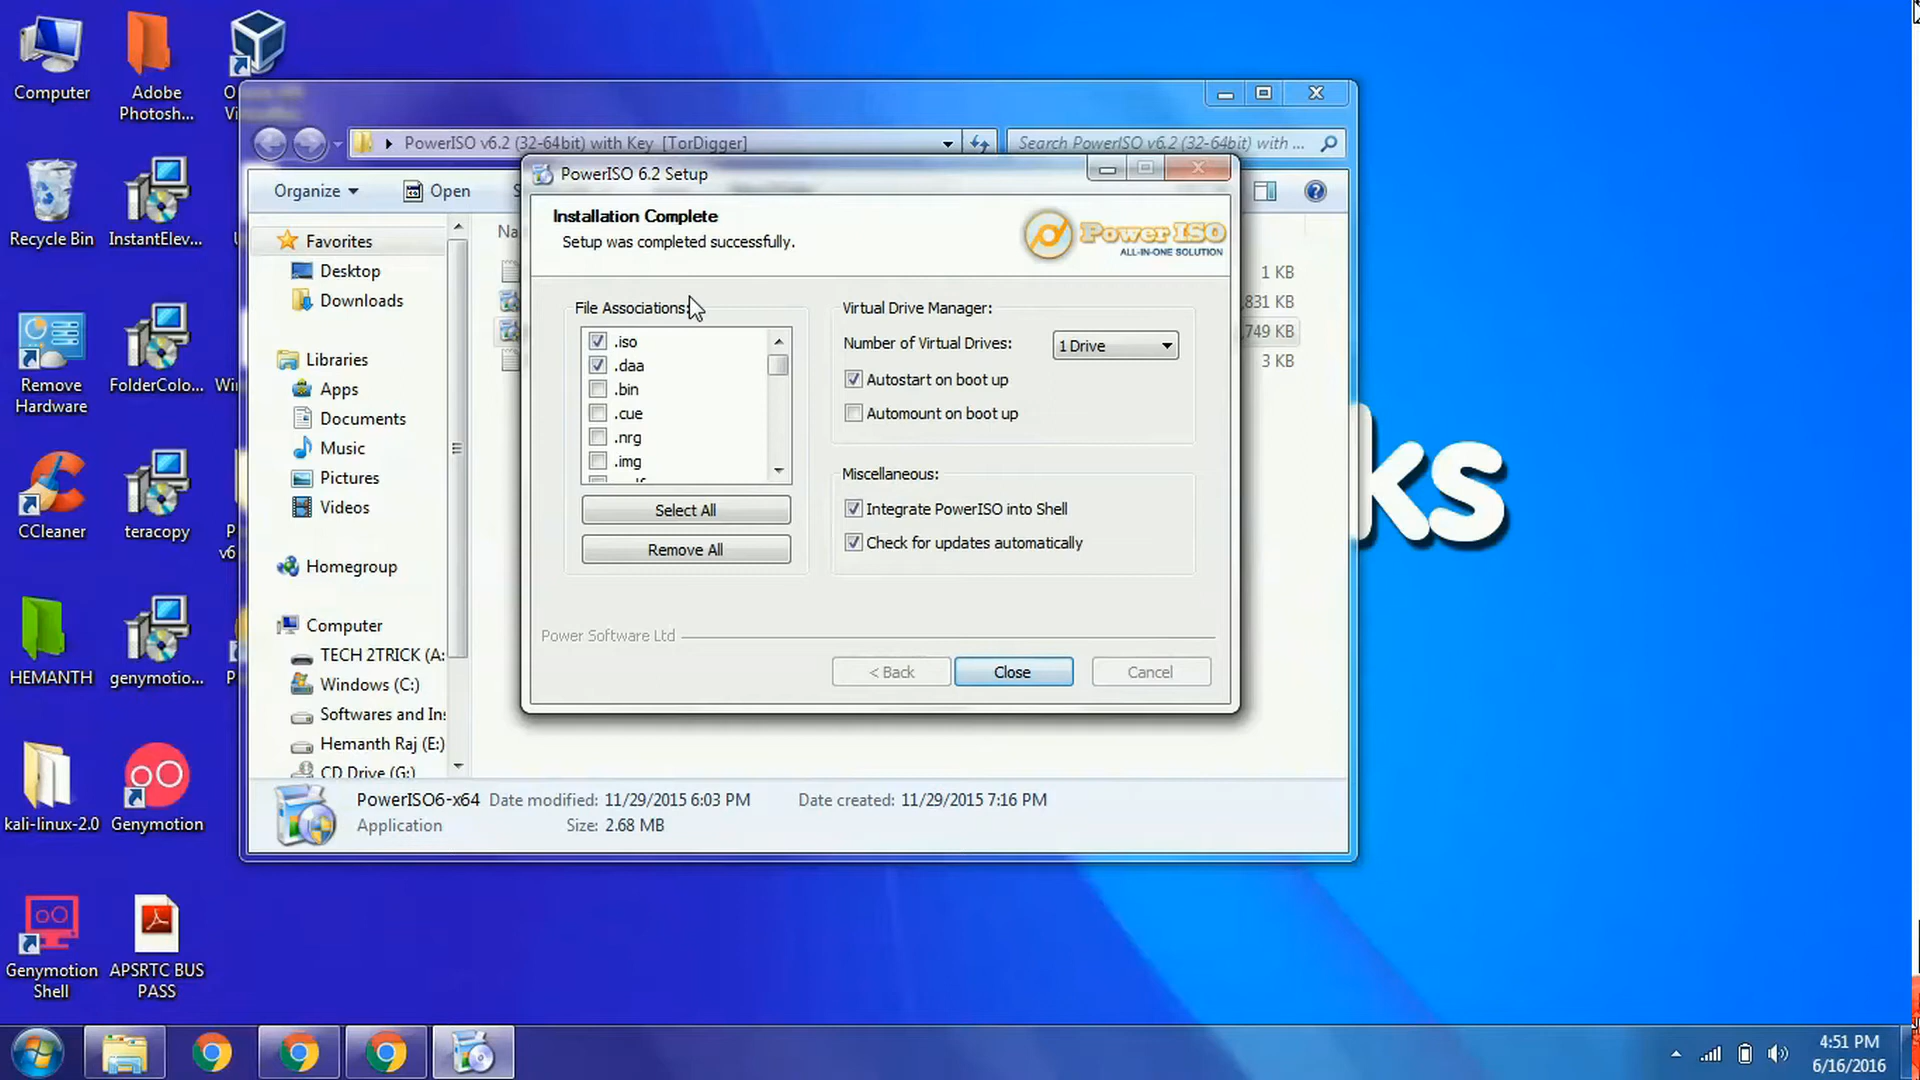 Computer
Adobe
Photosh...
Recycle Bin
InstantElev...
Remove
Hardware
FolderColo...
CCleaner
teracopy
HEMANTH
genymotio...
kali-linux-2.0
Genymotion
Genymotion
Shell
APSRTC BUS
PASS
PowerISO v6.2 (32-64bit) with Key [TorDigger]
Search PowerISO v6.2 (32-64bit) with ...
Organize
Open
Favorites
Desktop
Downloads
Libraries
Apps
Documents
Music
Pictures
Videos
Homegroup
Computer
TECH 2TRICK (A:
Windows (C:)
Softwares and In
Hemanth Raj (E:)
CD Drive (G:)
Na
1 KB
,831 KB
,749 KB
3 KB
PowerISO 6.2 Setup
Installation Complete
Setup was completed successfully.
Power ISO
ALL-IN-ONE SOLUTION
File Associations:
.iso
.daa
.bin
.cue
.nrg
.img
Select All
Remove All
Virtual Drive Manager:
Number of Virtual Drives:
1 Drive
Autostart on boot up
Automount on boot up
Miscellaneous:
Integrate PowerISO into Shell
Check for updates automatically
Power Software Ltd
< Back
Close
Cancel
PowerISO6-x64
Date modified: 11/29/2015 6:03 PM
Date created: 11/29/2015 7:16 PM
Application
Size: 2.68 MB
ks
4:51 PM
6/16/2016